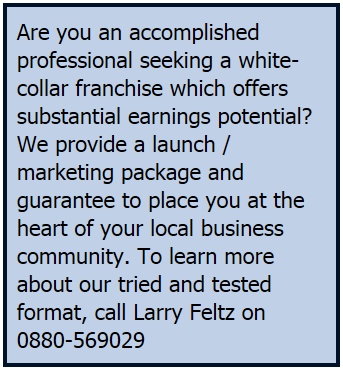 Are you an accomplished
professional seeking a white-
collar franchise which offers
substantial earnings potential?
We provide a launch /
marketing package and
guarantee to place you at the
heart of your local business
community. To learn more
about our tried and tested
format, call Larry Feltz on
0880-569029